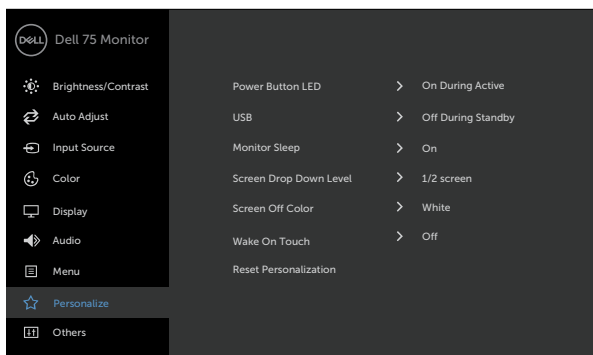 DELL Dell 75 Monitor
Brightness/Contrast
Auto Adjust
Input Source
Color
Display
Audio
Menu
Personalize
Others
Power Button LED > On During Active
USB > Off During Standby
Monitor Sleep > On
Screen Drop Down Level > 1/2 screen
Screen Off Color > White
Wake On Touch > Off
Reset Personalization